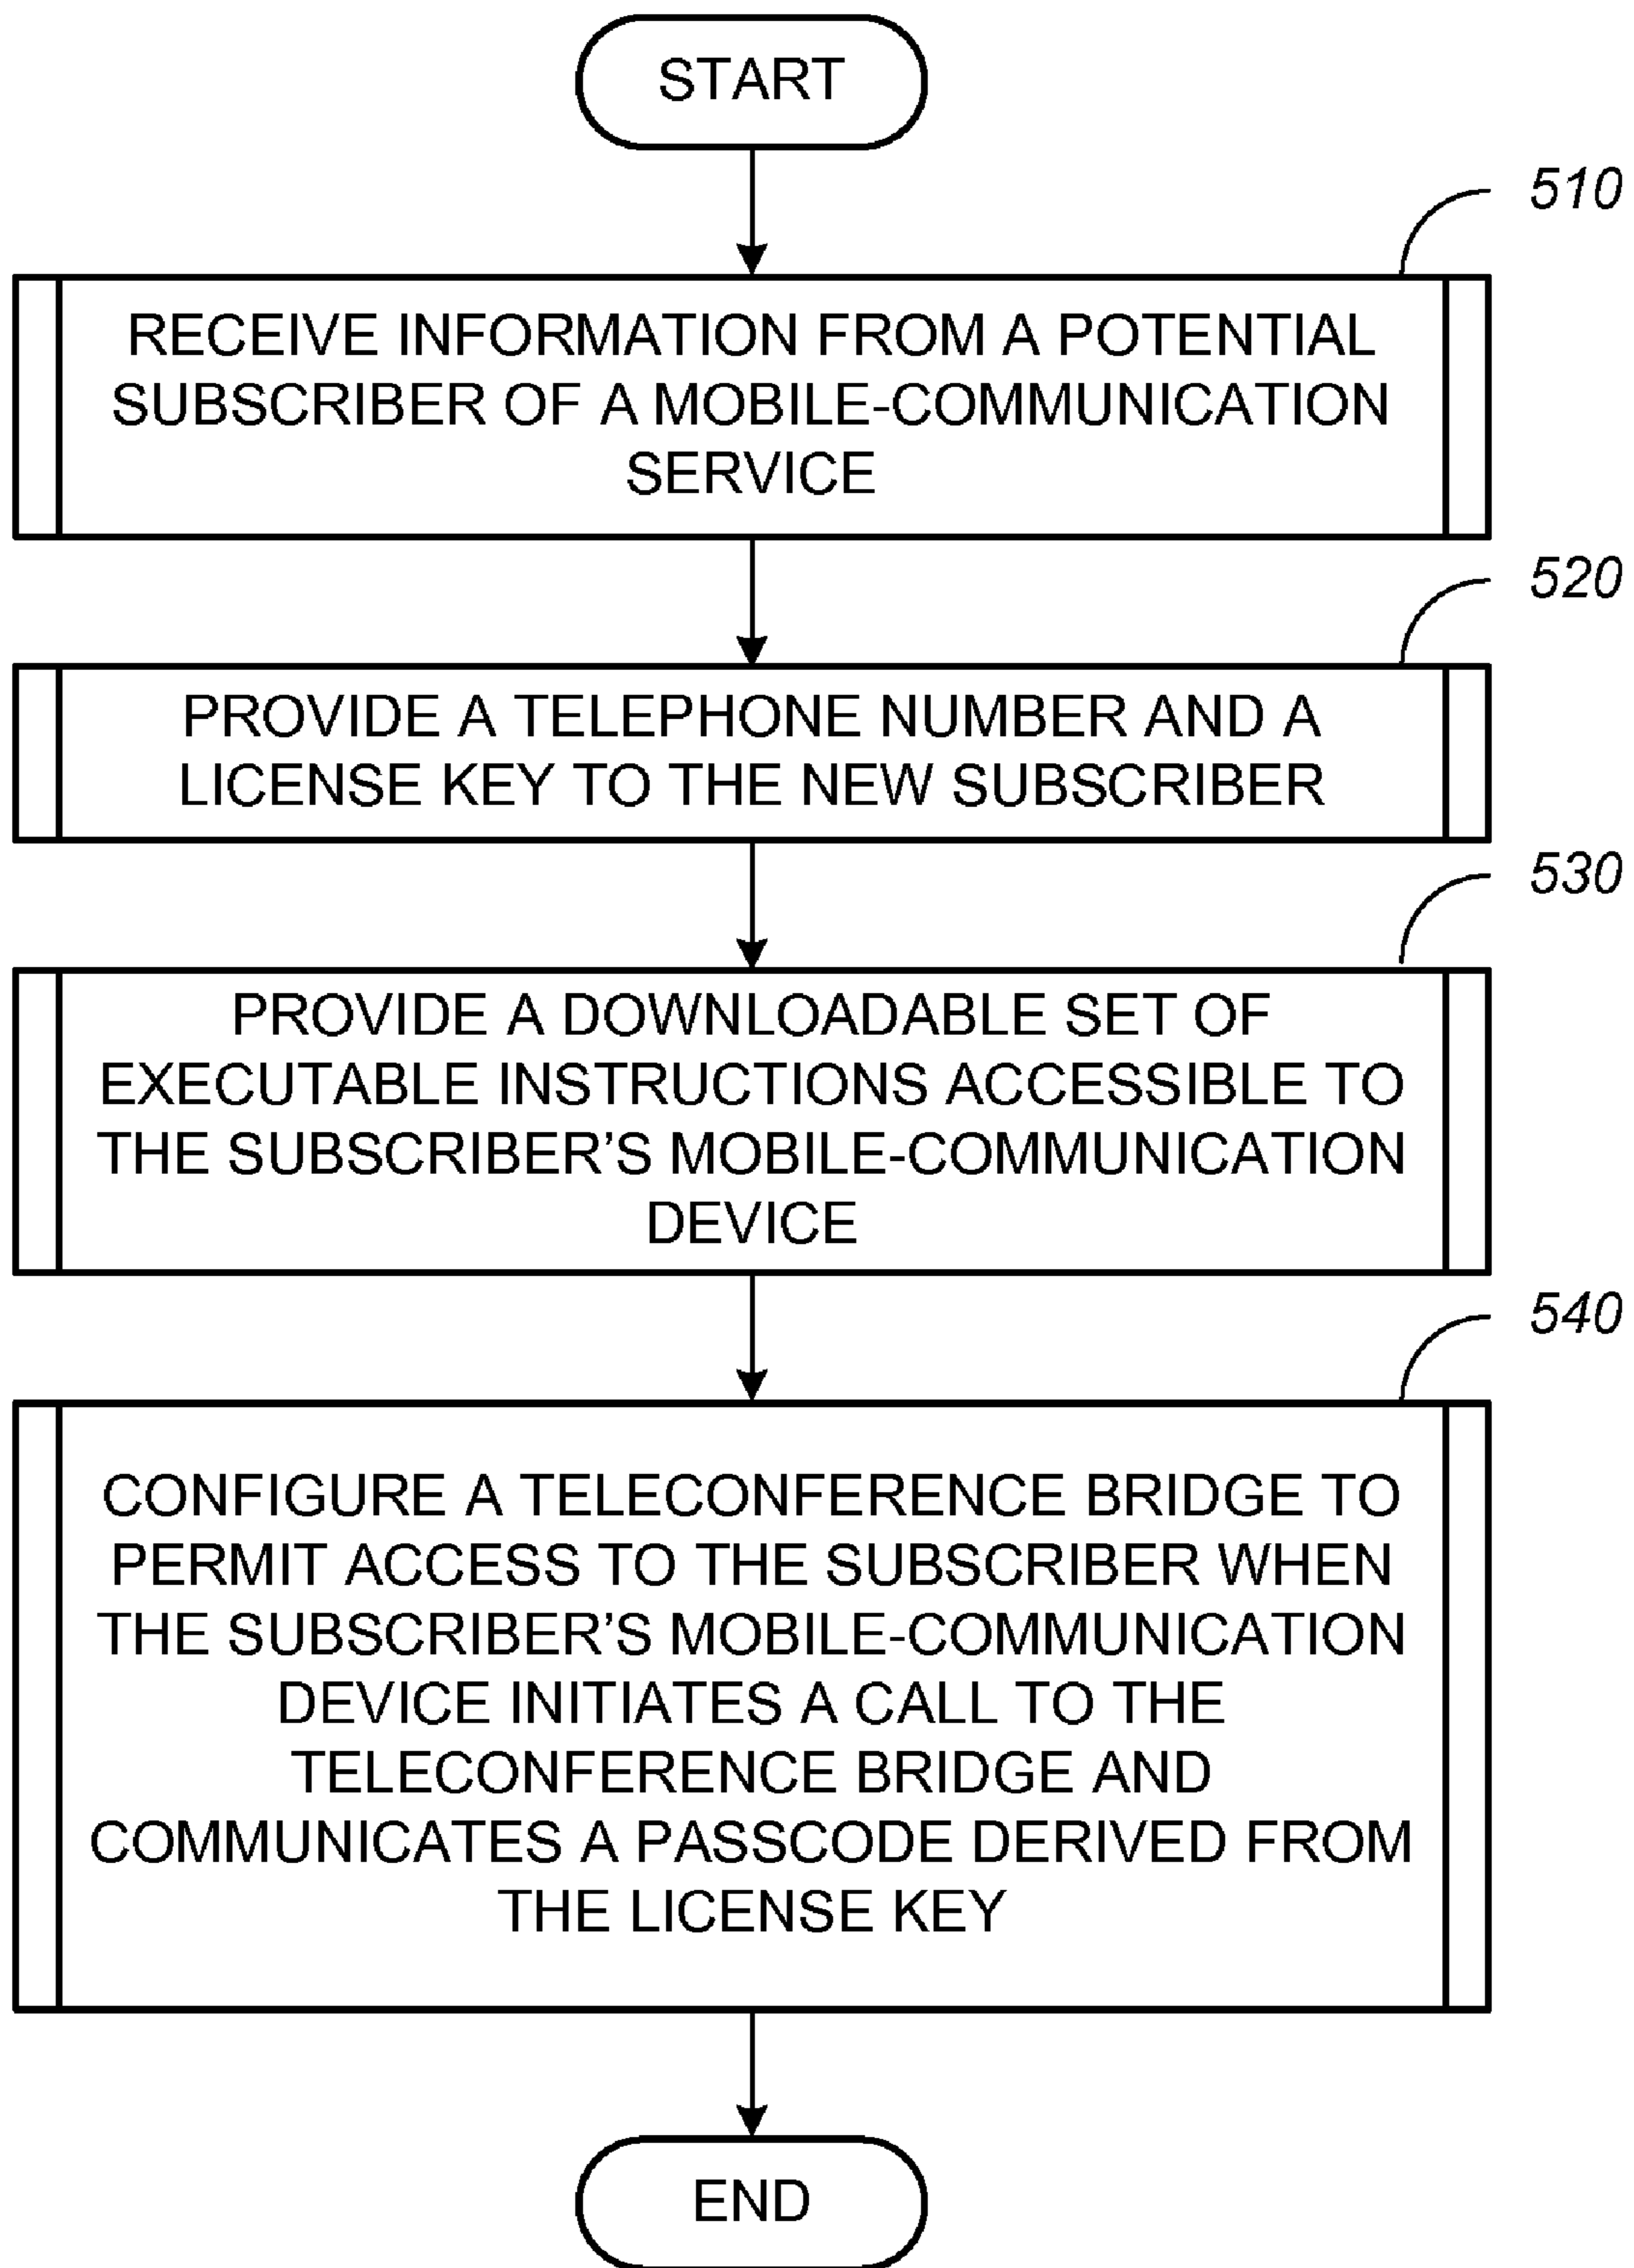 START
510
RECEIVE INFORMATION FROM A POTENTIAL
SUBSCRIBER OF A MOBILE-COMMUNICATION
SERVICE
520
PROVIDE A TELEPHONE NUMBER AND A
LICENSE KEY TO THE NEW SUBSCRIBER
530
PROVIDE A DOWNLOADABLE SET OF
EXECUTABLE INSTRUCTIONS ACCESSIBLE TO
THE SUBSCRIBER’S MOBILE-COMMUNICATION
DEVICE
540
CONFIGURE A TELECONFERENCE BRIDGE TO
PERMIT ACCESS TO THE SUBSCRIBER WHEN
THE SUBSCRIBER’S MOBILE-COMMUNICATION
DEVICE INITIATES A CALL TO THE
TELECONFERENCE BRIDGE AND
COMMUNICATES A PASSCODE DERIVED FROM
THE LICENSE KEY
END